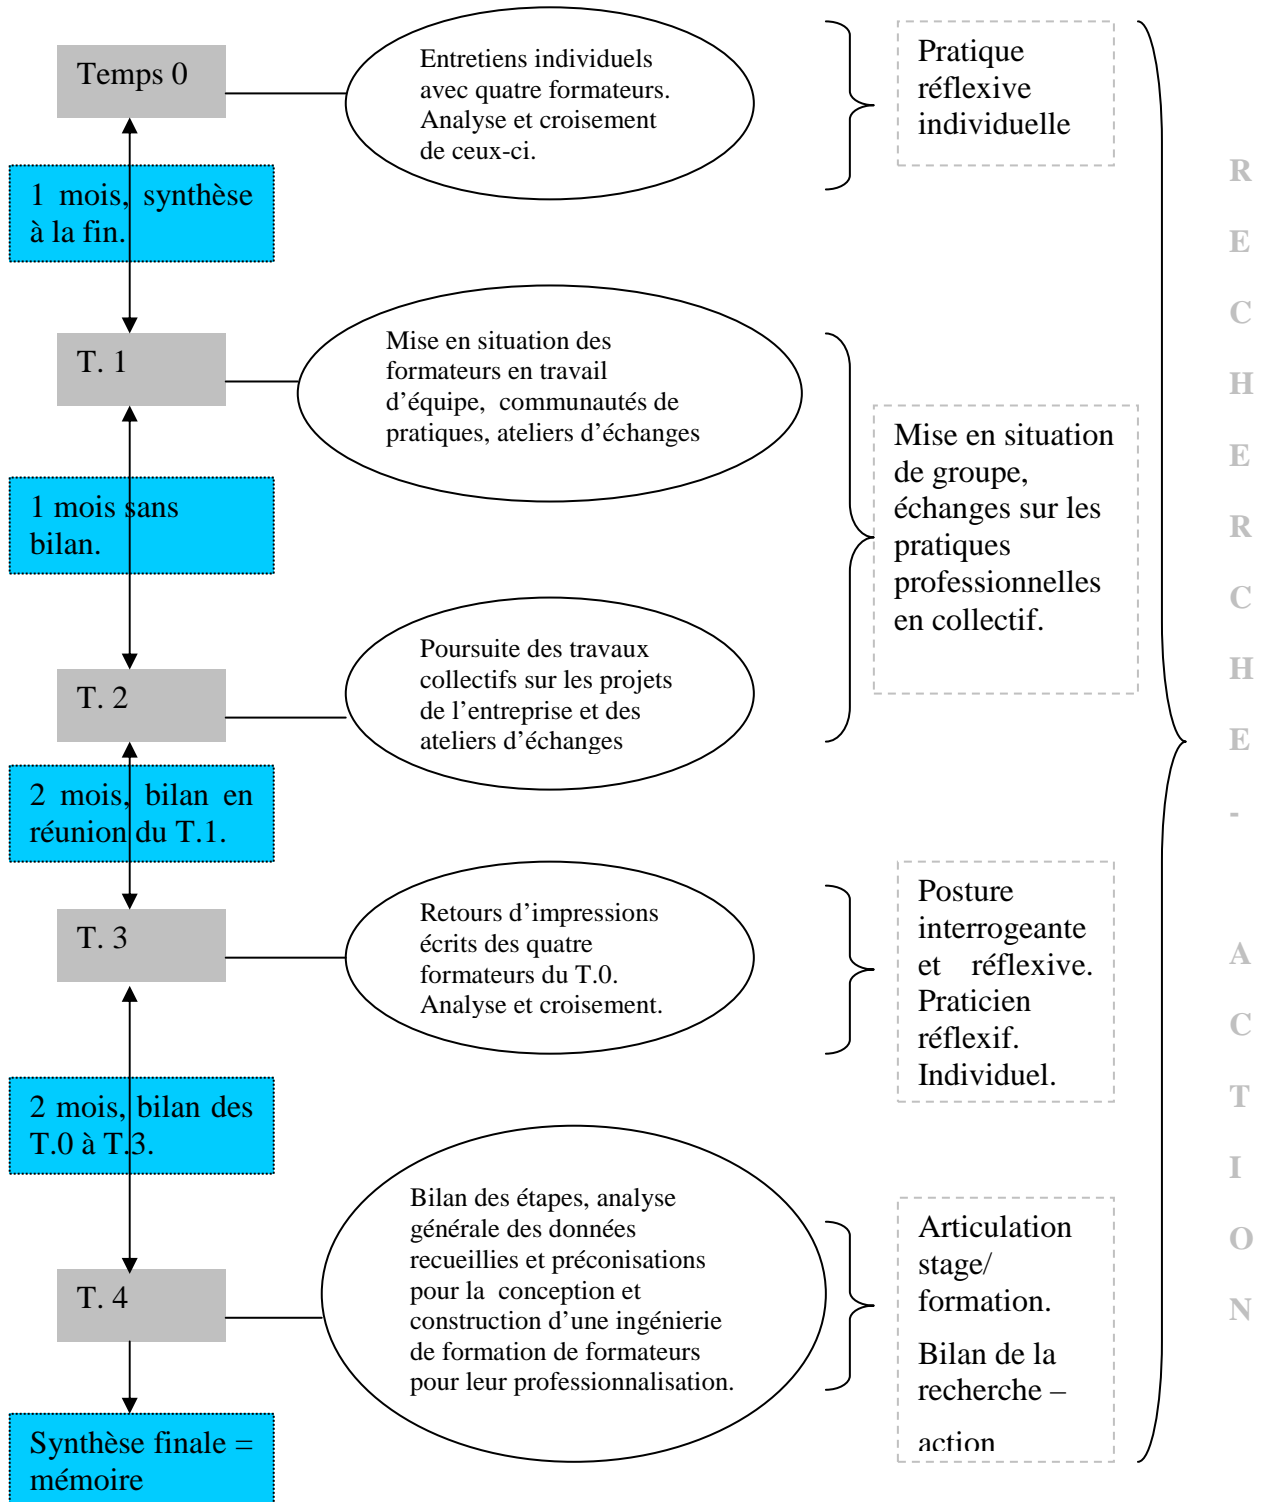 Temps 0
Entretiens individuels
avec quatre formateurs.
Analyse et croisement
de ceux-ci.
Pratique
réflexive
individuelle
1 mois, synthèse
à la fin.
T. 1
Mise en situation des
formateurs en travail
d’équipe, communautés de
pratiques, ateliers d’échanges
Mise en situation
de groupe,
échanges sur les
pratiques
professionnelles
en collectif.
1 mois sans
bilan.
T. 2
Poursuite des travaux
collectifs sur les projets
de l’entreprise et des
ateliers d’échanges
2 mois, bilan en
réunion du T.1.
T. 3
Retours d’impressions
écrits des quatre
formateurs du T.0.
Analyse et croisement.
Posture
interrogeante
et réflexive.
Praticien
réflexif.
Individuel.
2 mois, bilan des
T.0 à T.3.
T. 4
Bilan des étapes, analyse
générale des données
recueillies et préconisations
pour la conception et
construction d’une ingénierie
de formation de formateurs
pour leur professionnalisation.
Articulation
stage/
formation.
Bilan de la
recherche –
action
Synthèse finale =
mémoire
R
E
C
H
E
R
C
H
E
-
A
C
T
I
O
N